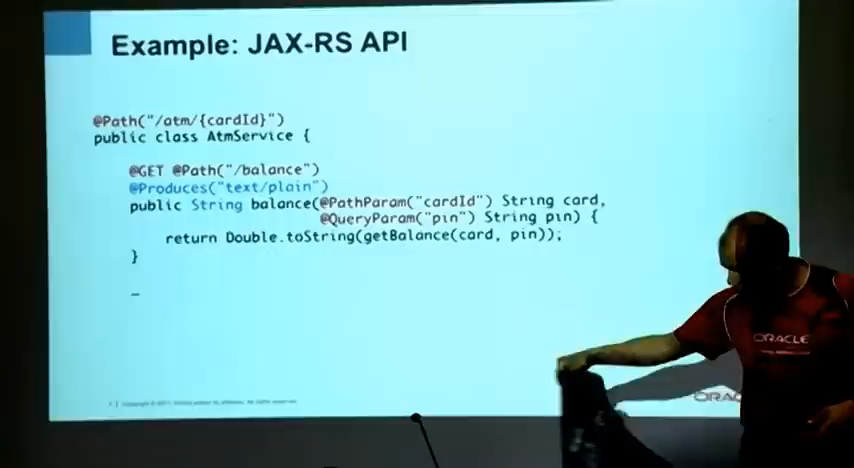 Example: JAX-RS API
@Path("/atm/{cardId}")
public class AtmService {
@GET @Path("/balance")
@Produces("text/plain")
public String balance(@PathParam("cardId") String card,
@QueryParam("pin") String pin) {
return Double.toString(getBalance(card, pin));
}
ORACLE